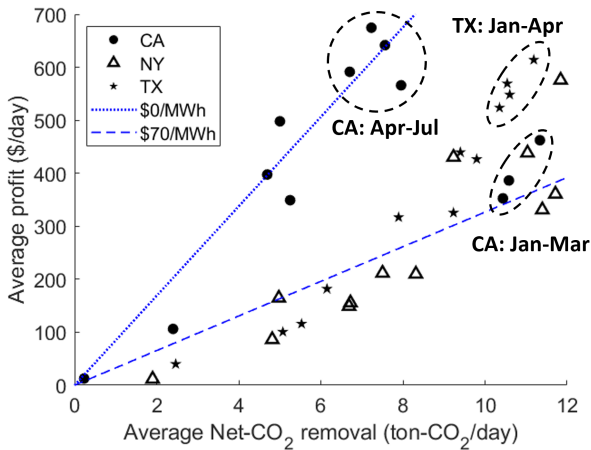 700
600
500
400
300
200
100
0
Average profit ($/day)
CA
NY
TX
$0/MWh
$70/MWh
TX: Jan-Apr
CA: Apr-Jul
CA: Jan-Mar
0 2 4 6 8 10 12
Average Net-CO₂ removal (ton-CO₂/day)